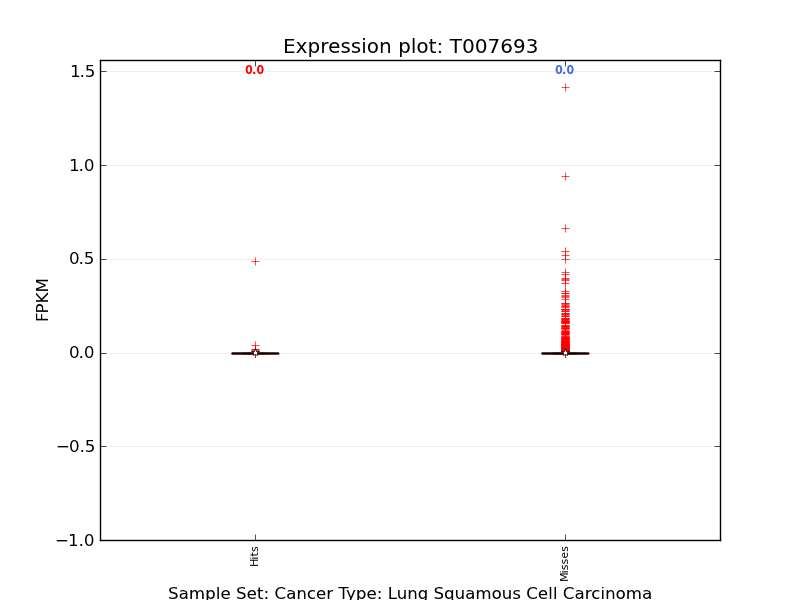 Expression plot: T007693
0.0 0.0
1.5
1.0
0.5
0.0
−0.5
−1.0
FPKM
Hits
Misses
Sample Set: Cancer Type: Lung Squamous Cell Carcinoma